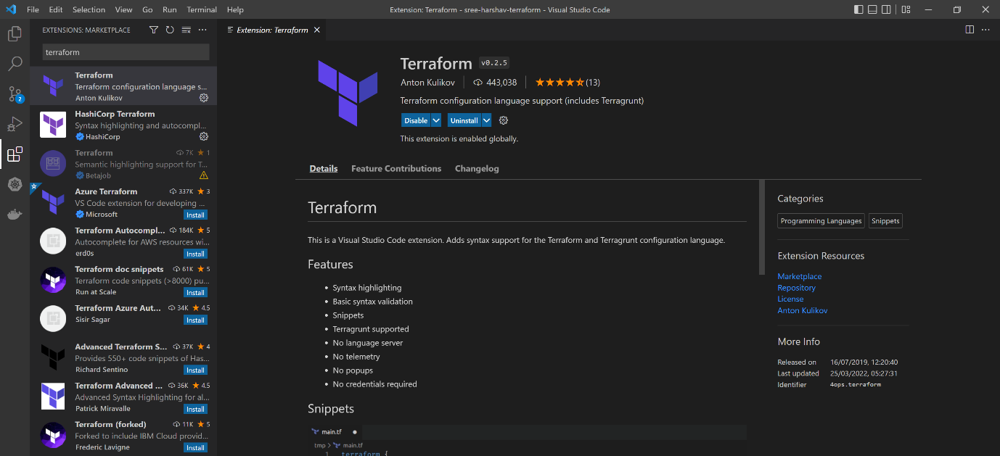 File Edit Selection View Go Run Terminal Help
Extension: Terraform - sree-harshav-terraform - Visual Studio Code
EXTENSIONS: MARKETPLACE
terraform
Terraform
Terraform configuration language s...
Anton Kulikov
HashiCorp Terraform
Syntax highlighting and autocompl...
HashiCorp
Terraform 7K ★ 1
Semantic highlighting support for T...
Betajob
Azure Terraform 337K ★ 3
VS Code extension for developing ...
Microsoft Install
Terraform Autocompl... 184K ★ 5
Autocomplete for AWS resources wi...
erd0s Install
Terraform doc snippets 61K ★ 5
Terraform code snippets (>8000) pu...
Run at Scale Install
Terraform Azure Aut... 34K ★ 4.5
Sisir Sagar Install
Advanced Terraform S... 37K ★ 4
Provides 550+ code snippets of Has...
Richard Sentino Install
Terraform Advanced ... 36K ★ 4.5
Advanced Syntax Highlighting for al...
Patrick Miravalle Install
Terraform (forked) 11K ★ 5
Forked to include IBM Cloud provid...
Frederic Lavigne Install
2
Extension: Terraform
Terraform v0.2.5
Anton Kulikov 443,038 (13)
Terraform configuration language support (includes Terragrunt)
Disable Uninstall
This extension is enabled globally.
Details Feature Contributions Changelog
Terraform
This is a Visual Studio Code extension. Adds syntax support for the Terraform and Terragrunt configuration language.
Features
• Syntax highlighting
• Basic syntax validation
• Snippets
• Terragrunt supported
• No language server
• No telemetry
• No popups
• No credentials required
Snippets
main.tf
tmp > main.tf
1 terraform {
Categories
Programming Languages Snippets
Extension Resources
Marketplace
Repository
License
Anton Kulikov
More Info
Released on 16/07/2019, 12:20:40
Last updated 25/03/2022, 05:27:31
Identifier 4ops.terraform